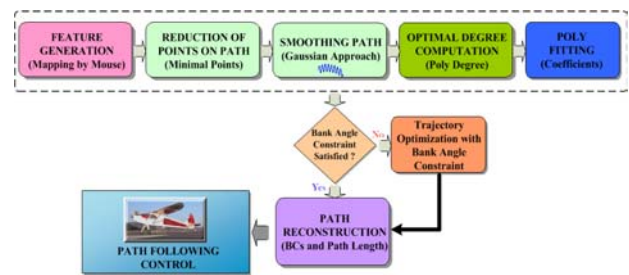 FEATURE
GENERATION
(Mapping by Mouse)
REDUCTION OF
POINTS ON PATH
(Minimal Points)
SMOOTHING PATH
(Gaussian Approach)
OPTIMAL DEGREE
COMPUTATION
(Poly Degree)
POLY
FITTING
(Coefficients)
Bank Angle
Constraint
Satisfied ?
No
Trajectory
Optimization with
Bank Angle
Constraint
Yes
PATH
RECONSTRUCTION
(BCs and Path Length)
PATH FOLLOWING
CONTROL